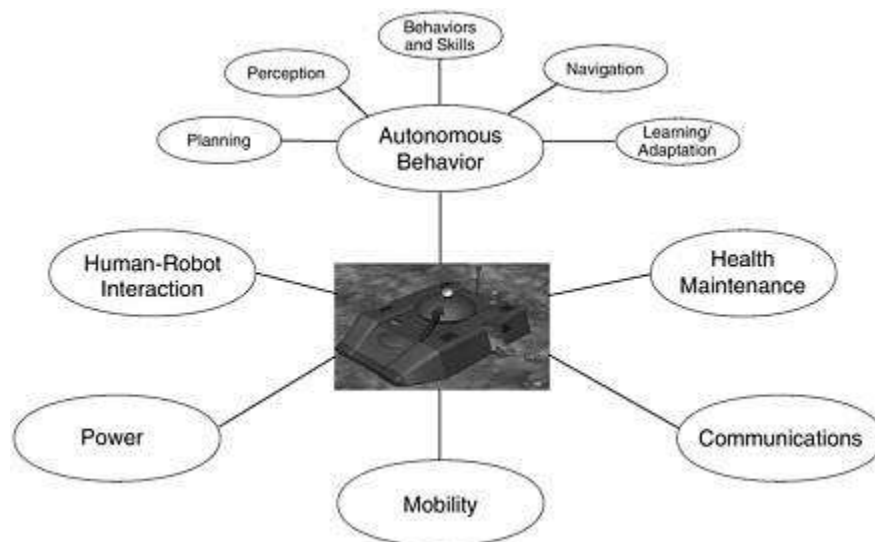 Behaviors
and Skills
Perception
Navigation
Planning
Autonomous
Behavior
Learning/
Adaptation
Human-Robot
Interaction
Health
Maintenance
Power
Communications
Mobility